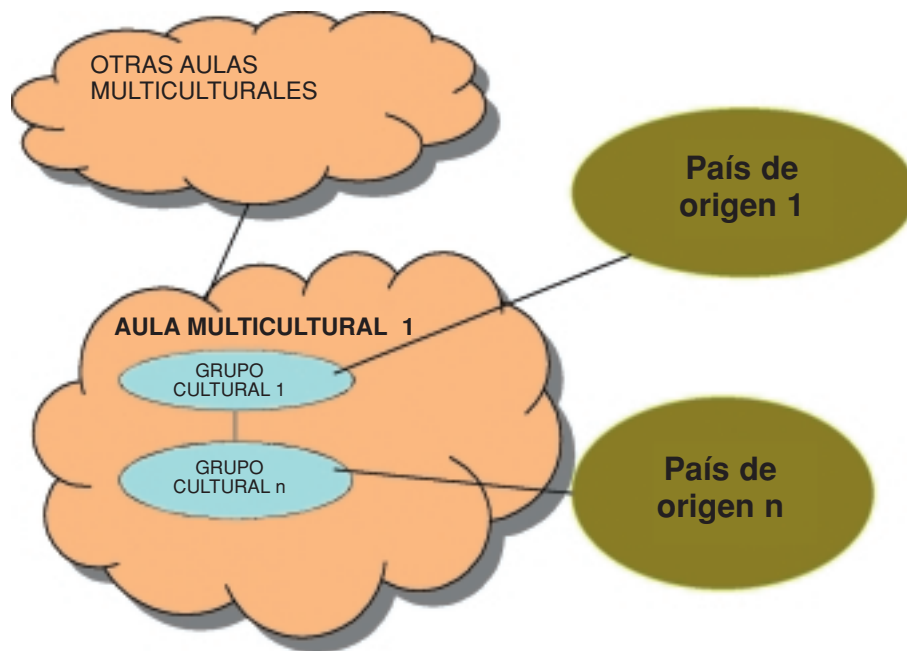 OTRAS AULAS
MULTICULTURALES
País de
origen 1
AULA MULTICULTURAL 1
GRUPO
CULTURAL 1
GRUPO
CULTURAL n
País de
origen n